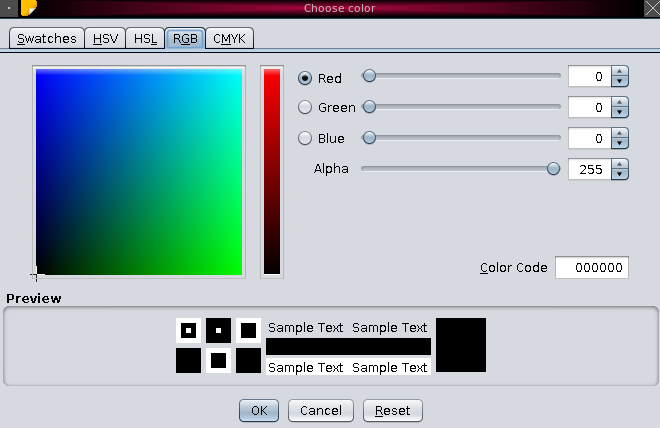 Choose color
Swatches HSV HSL RGB CMYK
Red 0
Green 0
Blue 0
Alpha 255
Color Code 000000
Preview
Sample Text Sample Text
Sample Text Sample Text
OK Cancel Reset